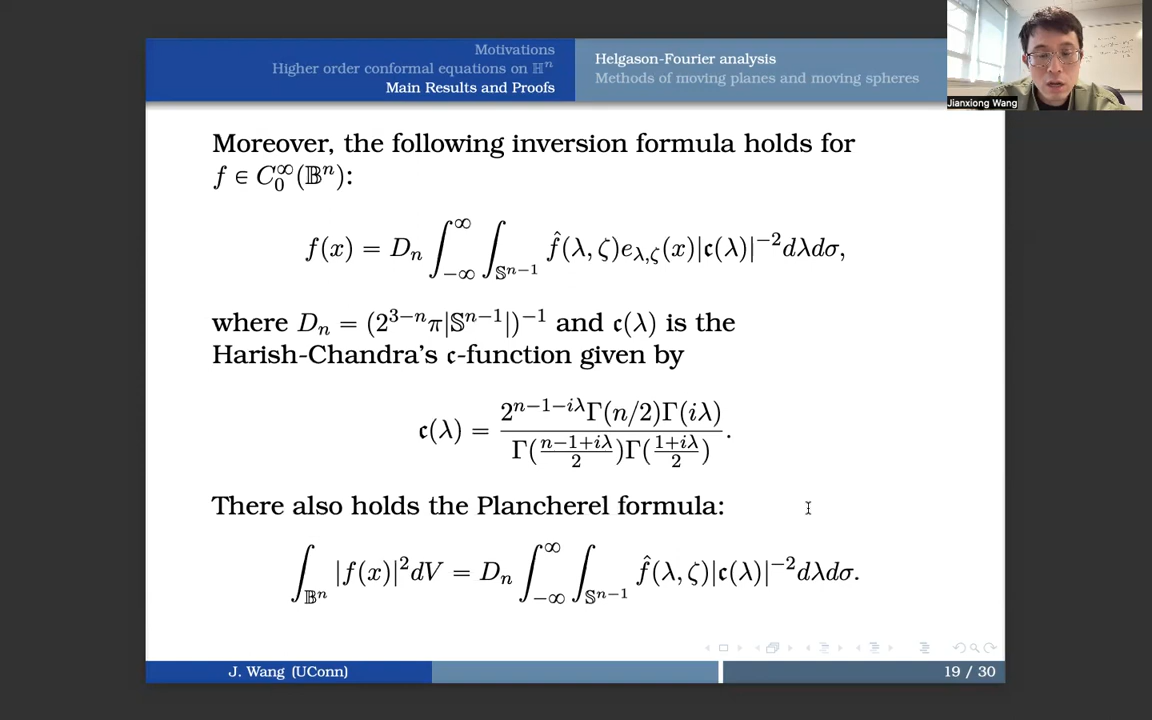 Motivations
Higher order conformal equations on ℍⁿ
Main Results and Proofs
Helgason-Fourier analysis
Methods of moving planes and moving spheres
Jianxiong Wang
Moreover, the following inversion formula holds for
f ∈ C₀^∞(𝔹ⁿ):
f(x) = Dₙ ∫_{−∞}^{∞} ∫_{𝕊^{n−1}} f̂(λ, ζ)e_{λ,ζ}(x)|𝔠(λ)|^{−2}dλdσ,
where Dₙ = (2^{3−n}π|𝕊^{n−1}|)^{−1} and 𝔠(λ) is the
Harish-Chandra's 𝔠-function given by
𝔠(λ) = \frac{2^{n−1−iλ}Γ(n/2)Γ(iλ)}{Γ(\frac{n−1+iλ}{2})Γ(\frac{1+iλ}{2})}.
There also holds the Plancherel formula:
∫_{𝔹ⁿ} |f(x)|²dV = Dₙ ∫_{−∞}^{∞} ∫_{𝕊^{n−1}} f̂(λ, ζ)|𝔠(λ)|^{−2}dλdσ.
J. Wang (UConn)
19 / 30